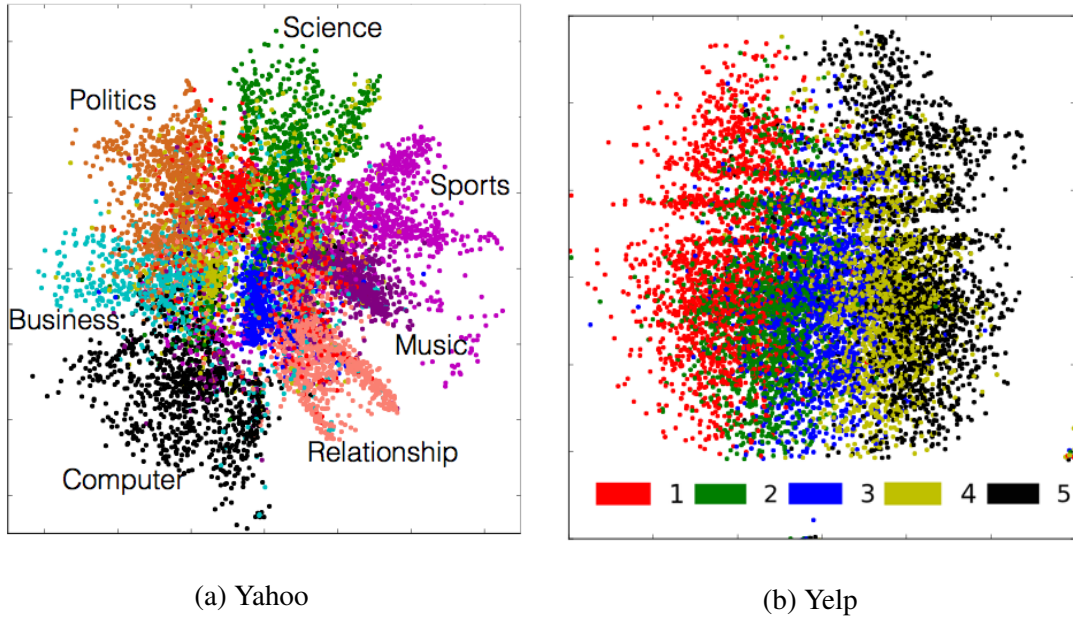 Science
Politics
Sports
Business
Music
Relationship
Computer
1 2 3 4 5
(a) Yahoo
(b) Yelp